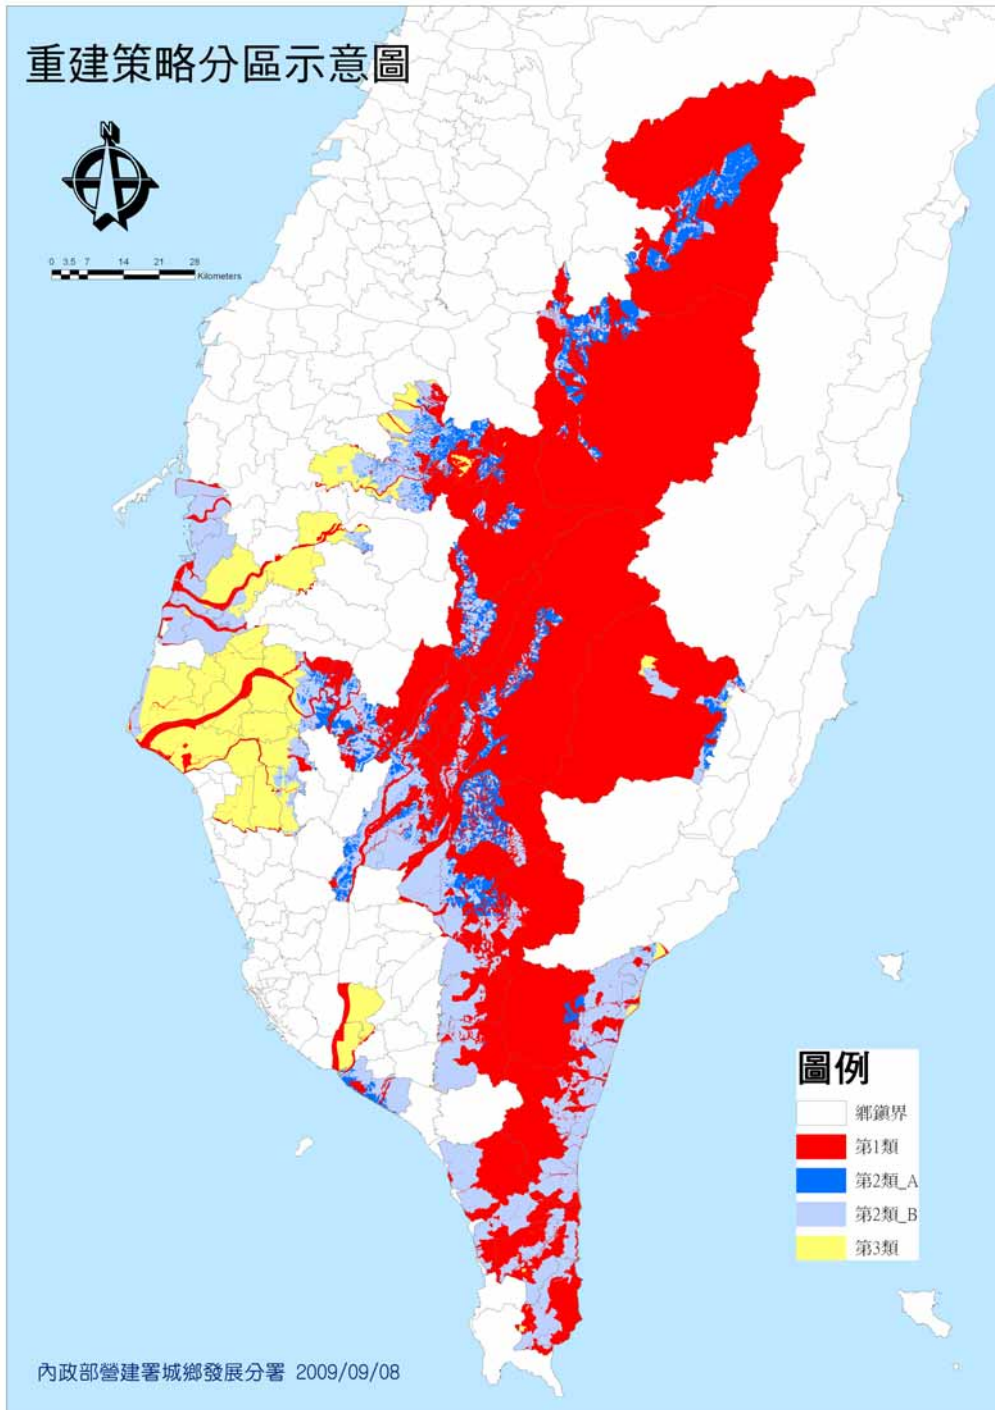 重建策略分區示意圖
N
0 3.5 7 14 21 28
Kilometers
圖例
鄉鎮界
第1類
第2類_A
第2類_B
第3類
內政部營建署城鄉發展分署 2009/09/08